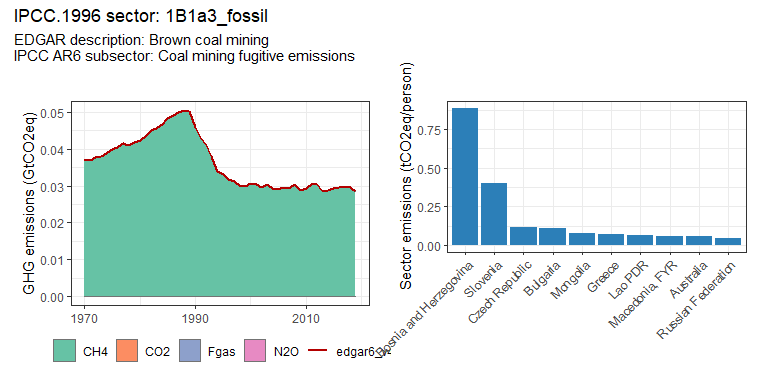 IPCC.1996 sector: 1B1a3_fossil
EDGAR description: Brown coal mining
IPCC AR6 subsector: Coal mining fugitive emissions
GHG emissions (GtCO2eq)
0.05
0.04
0.03
0.02
0.01
0.00
1970
1990
2010
CH4
CO2
Fgas
N2O
Sector emissions (tCO2eq/person)
0.75
0.50
0.25
0.00
Bosnia and Herzegovina
Slovenia
Czech Republic
Bulgaria
Mongolia
Greece
Lao PDR
Macedonia, FYR
Australia
Russian Federation